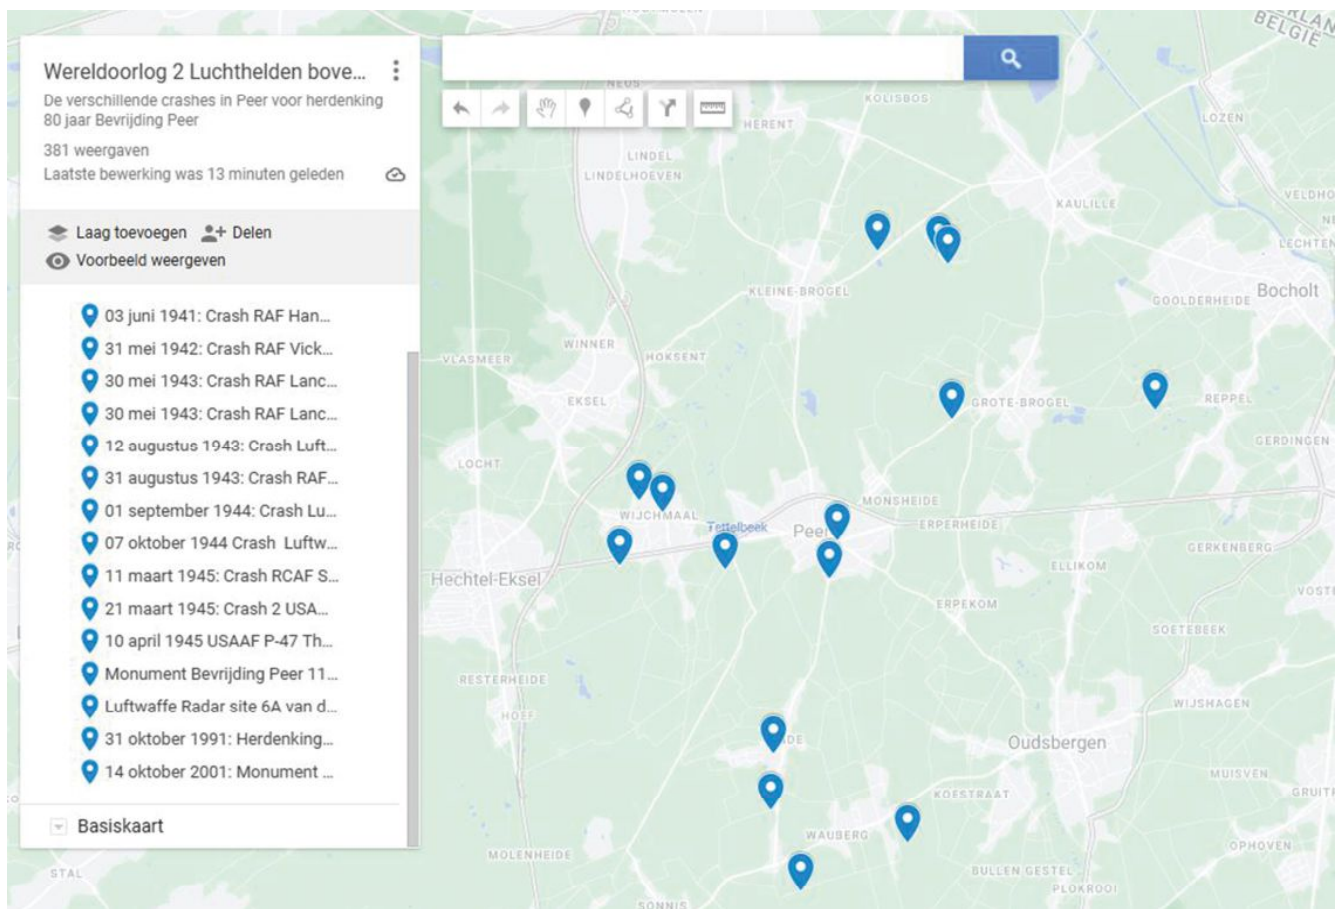 Wereldoorlog 2 Luchthelden bove...
De verschillende crashes in Peer voor herdenking
80 jaar Bevrijding Peer
381 weergaven
Laatste bewerking was 13 minuten geleden
Laag toevoegen
Delen
Voorbeeld weergeven
03 juni 1941: Crash RAF Han...
31 mei 1942: Crash RAF Vick...
30 mei 1943: Crash RAF Lanc...
30 mei 1943: Crash RAF Lanc...
12 augustus 1943: Crash Luft...
31 augustus 1943: Crash RAF...
01 september 1944: Crash Lu...
07 oktober 1944 Crash Luftw...
11 maart 1945: Crash RCAF S...
21 maart 1945: Crash 2 USA...
10 april 1945 USAAF P-47 Th...
Monument Bevrijding Peer 11...
Luftwaffe Radar site 6A van d...
31 oktober 1991: Herdenking...
14 oktober 2001: Monument ...
Basiskaart
BELGIË
KOLISBOS
LOZEN
HERENT
LINDEL
LINDELHOEVEN
KAULILLE
KLEINE-BROGEL
GOOLDERHEIDE
Bocholt
WINNER
HOKSENT
VLASMEER
EKSEL
GROTE-BROGEL
REPPEL
GERDINGEN
LOCHT
WIJCHMAAL
MONSHEIDE
Tettelbeek
Peer
ERPERHEIDE
GERKENBERG
Hechtel-Eksel
ELLIKOM
ERPEKOM
SOETEBEEK
RESTERHEIDE
WIJSHAGEN
HOEF
Oudsbergen
MUISVEN
KOESTRAAT
WAUBERG
OPHOVEN
MOLENHEIDE
BULLEN GESTEL
PLOKROOI
STAL
SONNIS